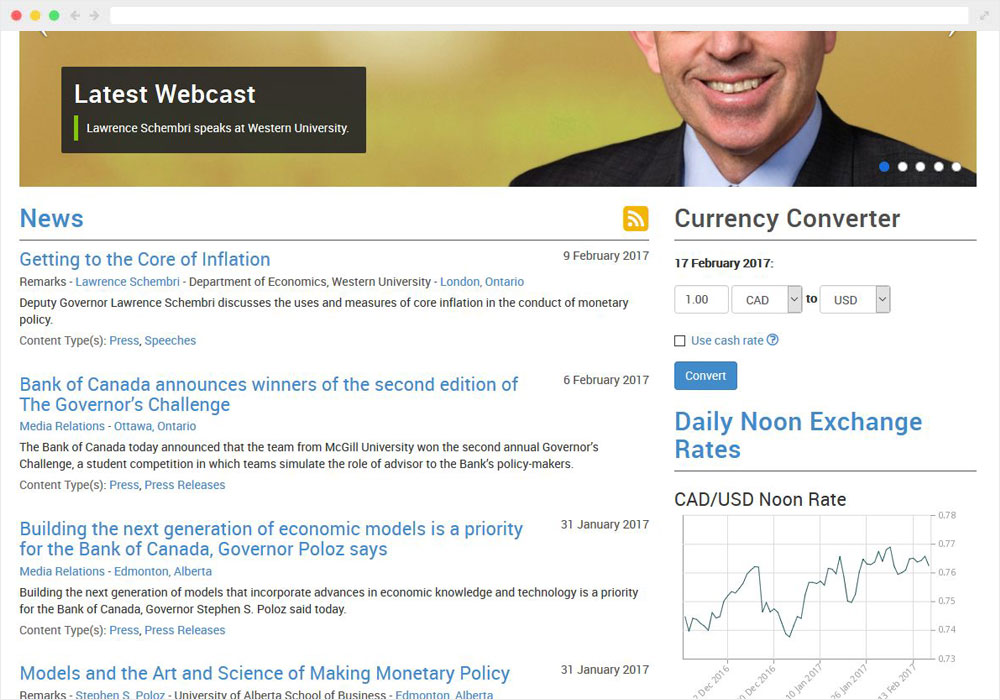 Latest Webcast
Lawrence Schembri speaks at Western University.
News
Getting to the Core of Inflation
9 February 2017
Remarks - Lawrence Schembri - Department of Economics, Western University - London, Ontario
Deputy Governor Lawrence Schembri discusses the uses and measures of core inflation in the conduct of monetary
policy.
Content Type(s): Press, Speeches
Bank of Canada announces winners of the second edition of
The Governor’s Challenge
6 February 2017
Media Relations - Ottawa, Ontario
The Bank of Canada today announced that the team from McGill University won the second annual Governor’s
Challenge, a student competition in which teams simulate the role of advisor to the Bank’s policy-makers.
Content Type(s): Press, Press Releases
Building the next generation of economic models is a priority
for the Bank of Canada, Governor Poloz says
31 January 2017
Media Relations - Edmonton, Alberta
Building the next generation of models that incorporate advances in economic knowledge and technology is a priority
for the Bank of Canada, Governor Stephen S. Poloz said today.
Content Type(s): Press, Press Releases
Models and the Art and Science of Making Monetary Policy
31 January 2017
Remarks - Stephen S. Poloz - University of Alberta School of Business - Edmonton, Alberta
Currency Converter
17 February 2017:
1.00 CAD to USD
Use cash rate ?
Convert
Daily Noon Exchange
Rates
CAD/USD Noon Rate
0.78
0.77
0.76
0.75
0.74
0.73
Dec 2016
Dec 2016
10 Jan 2017
26 Jan 2017
13 Feb 2017